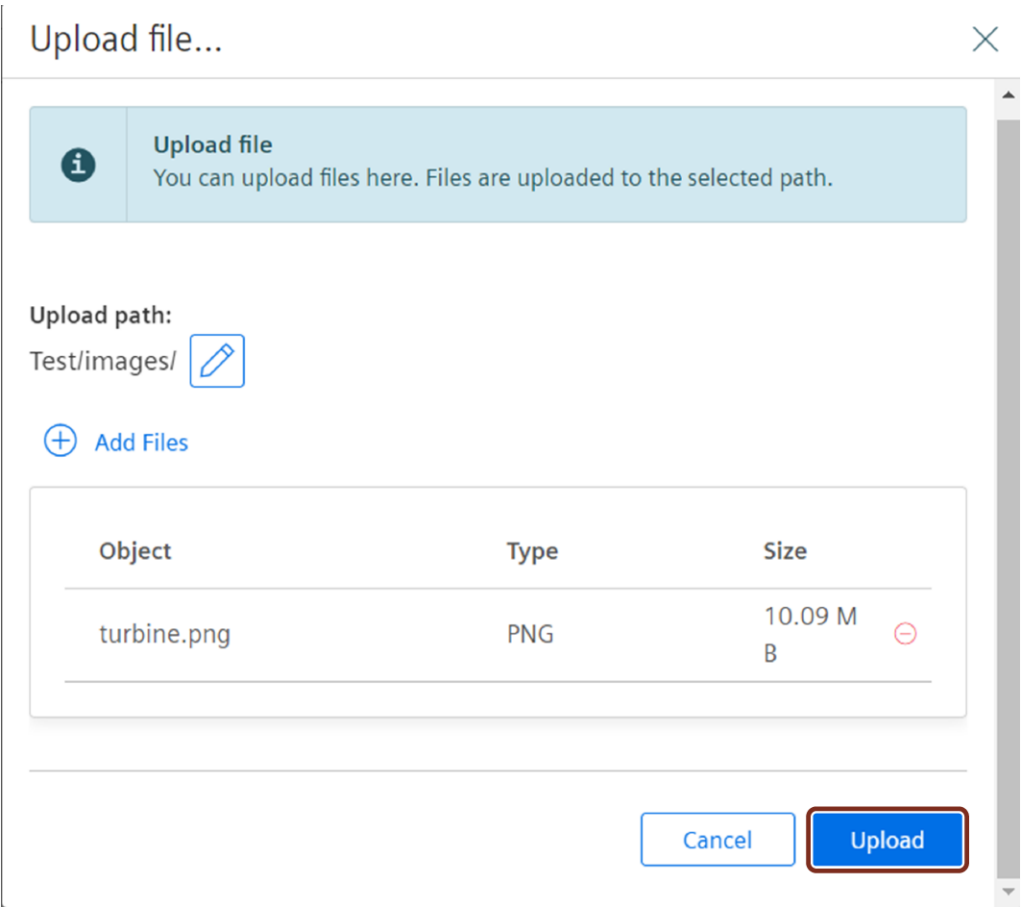 Upload file...
Upload file
You can upload files here. Files are uploaded to the selected path.
Upload path:
Test/images/
Add Files
Object Type Size
turbine.png PNG 10.09 M
B
Cancel Upload